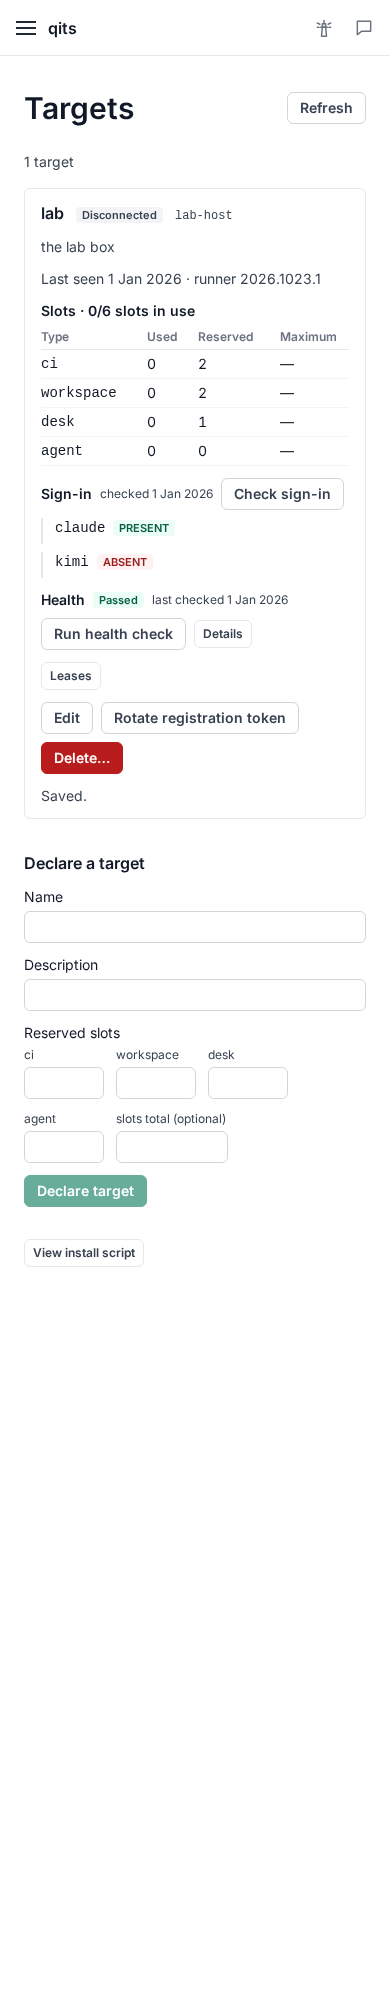 qits
Targets
Refresh
1 target
lab Disconnected lab-host
the lab box
Last seen 1 Jan 2026 · runner 2026.1023.1
Slots · 0/6 slots in use
Type Used Reserved Maximum
ci 0 2 —
workspace 0 2 —
desk 0 1 —
agent 0 0 —
Sign-in checked 1 Jan 2026 Check sign-in
claude PRESENT
kimi ABSENT
Health Passed last checked 1 Jan 2026
Run health check Details
Leases
Edit Rotate registration token
Delete...
Saved.
Declare a target
Name
Description
Reserved slots
ci workspace desk
agent slots total (optional)
Declare target
View install script